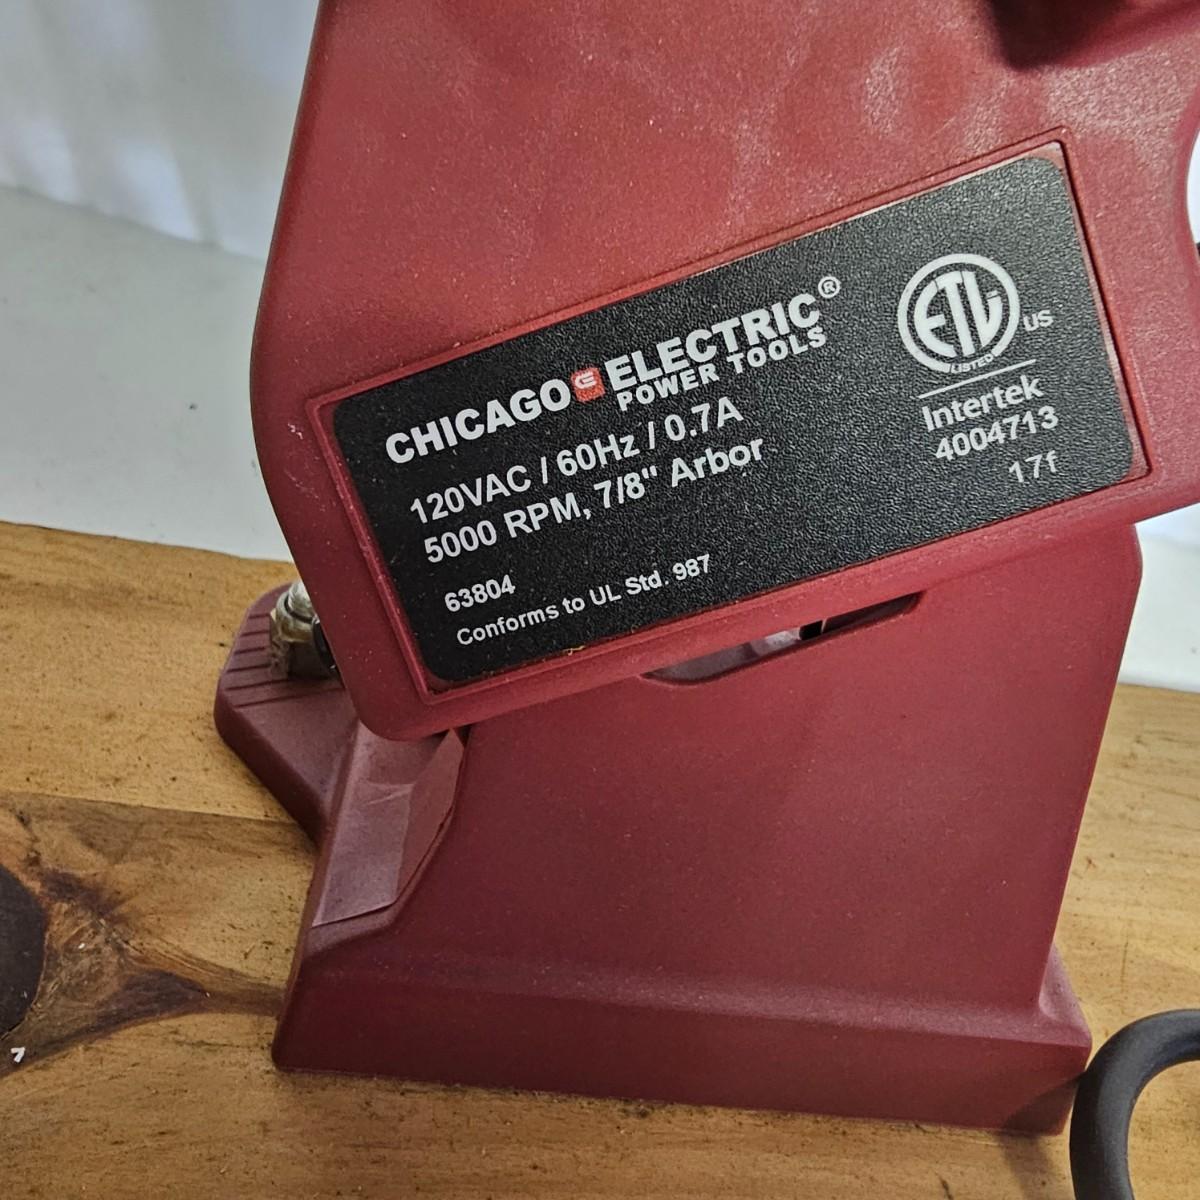 CHICAGO ELECTRIC®
POWER TOOLS
120VAC / 60Hz / 0.7A
5000 RPM, 7/8" Arbor
63804
Conforms to UL Std. 987
ETL
LISTED
US
Intertek
4004713
17f